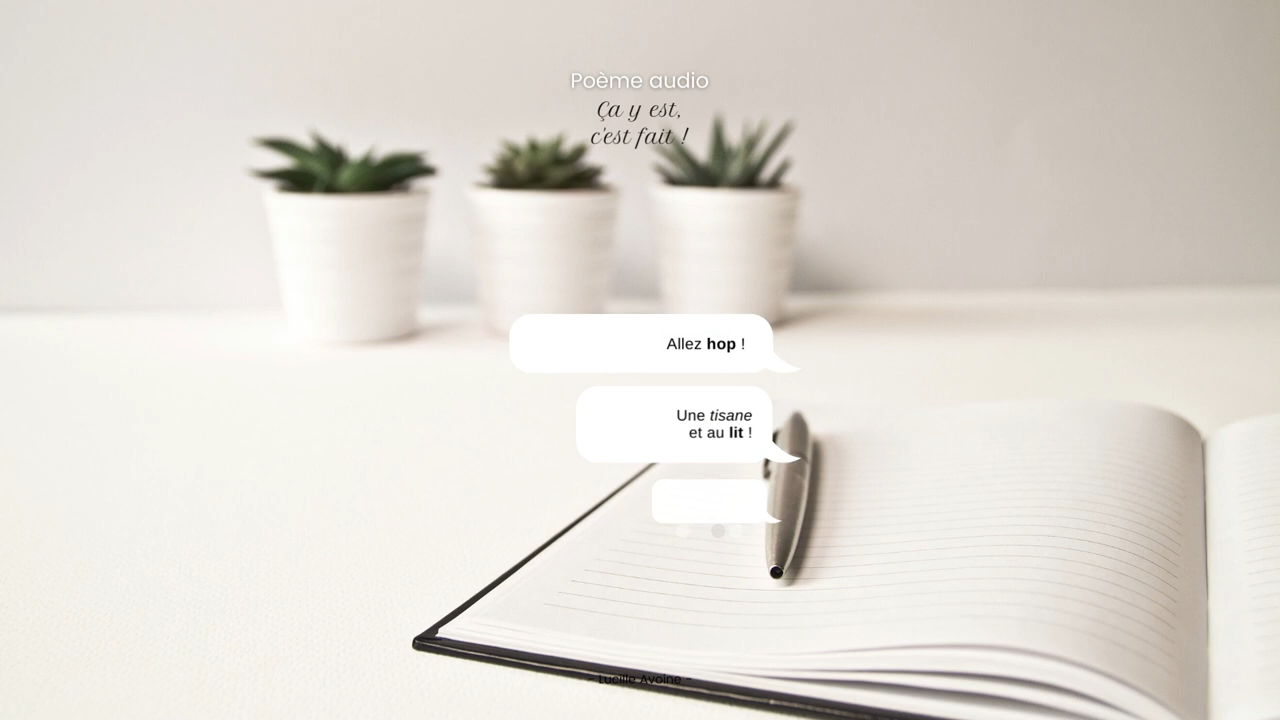 Poème audio
Ça y est,
c'est fait !
Allez hop !
Une tisane
et au lit !
- Lucille Avoine -